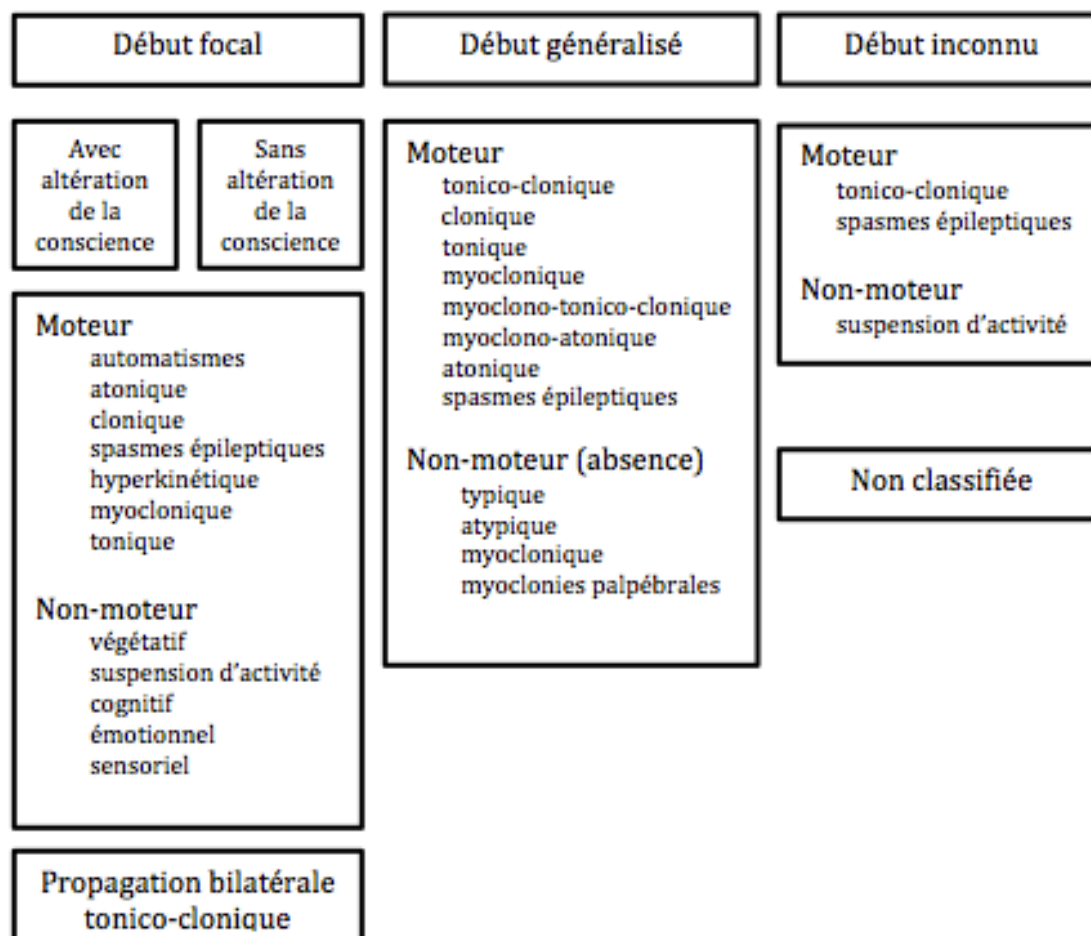 Début focal
Début généralisé
Début inconnu
Avec
altération
de la
conscience
Sans
altération
de la
conscience
Moteur
automatismes
atonique
clonique
spasmes épileptiques
hyperkinétique
myoclonique
tonique
Non-moteur
végétatif
suspension d'activité
cognitif
émotionnel
sensoriel
Propagation bilatérale
tonico-clonique
Moteur
tonico-clonique
clonique
tonique
myoclonique
myoclono-tonico-clonique
myoclono-atonique
atonique
spasmes épileptiques
Non-moteur (absence)
typique
atypique
myoclonique
myoclonies palpébrales
Moteur
tonico-clonique
spasmes épileptiques
Non-moteur
suspension d'activité
Non classifiée